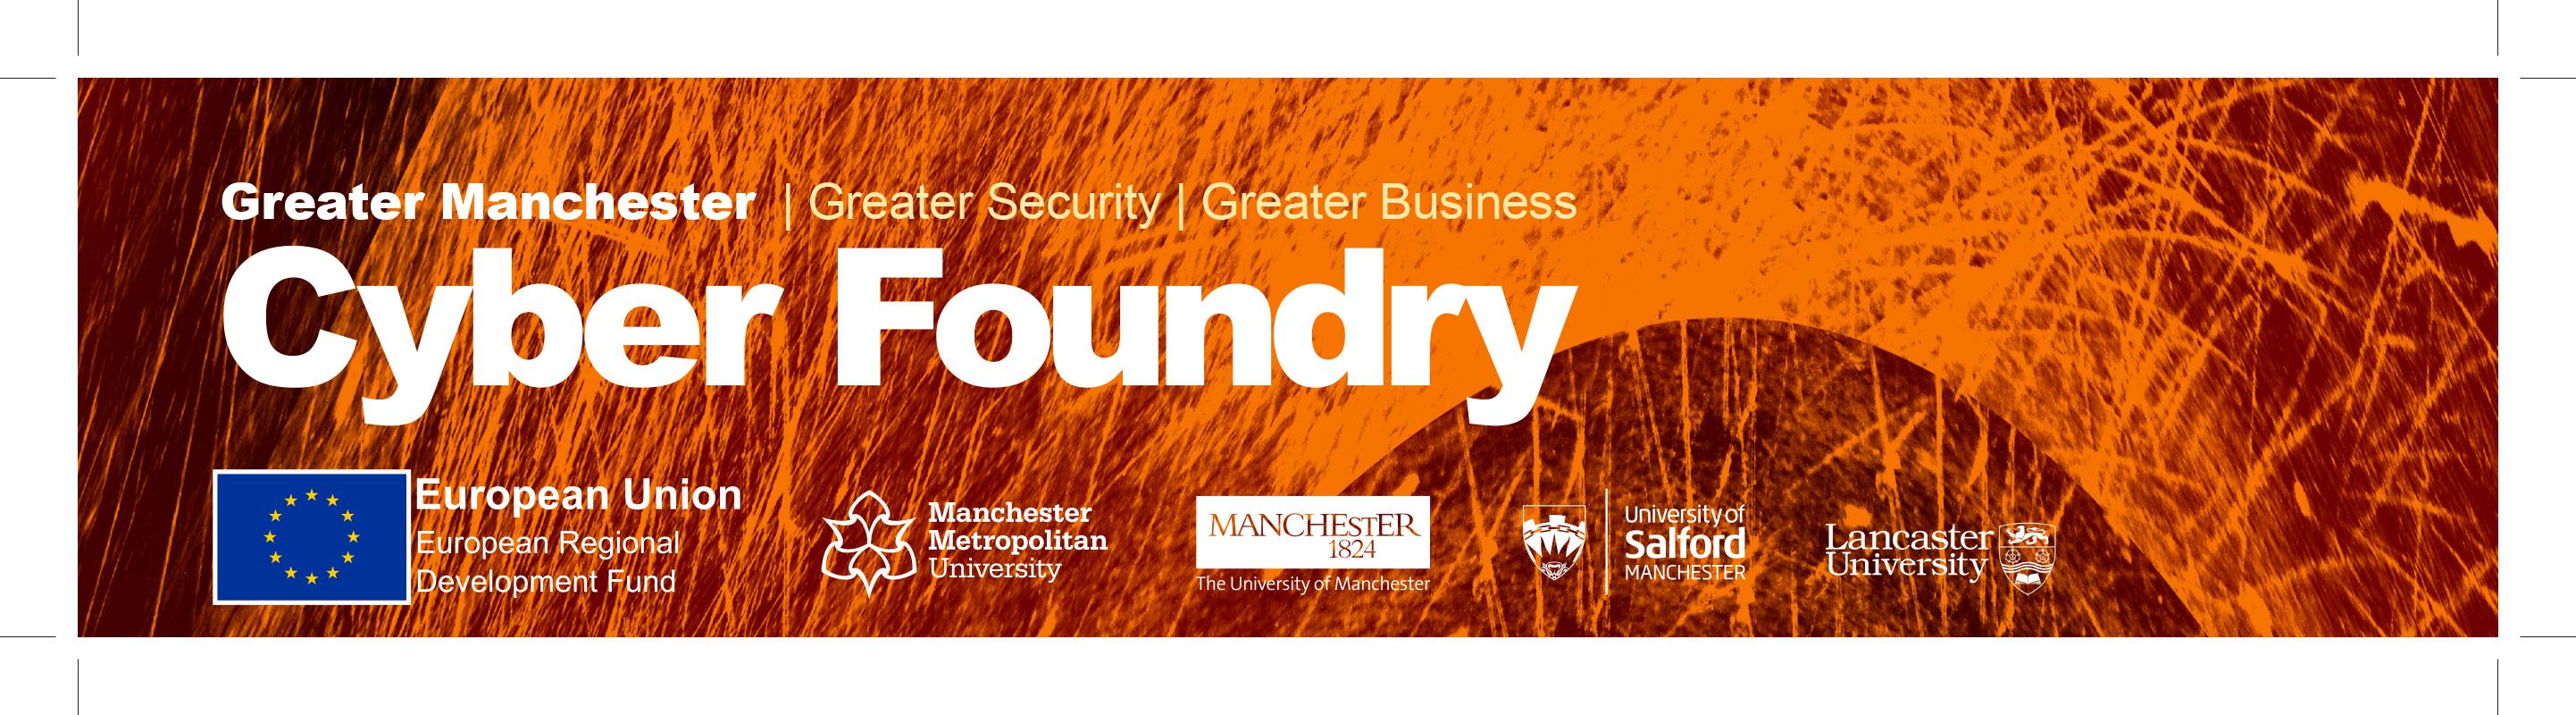 Greater Manchester | Greater Security | Greater Business
Cyber Foundry
European Union
European Regional
Development Fund
Manchester
Metropolitan
University
MANCHESTER
1824
The University of Manchester
University of
Salford
MANCHESTER
Lancaster
University